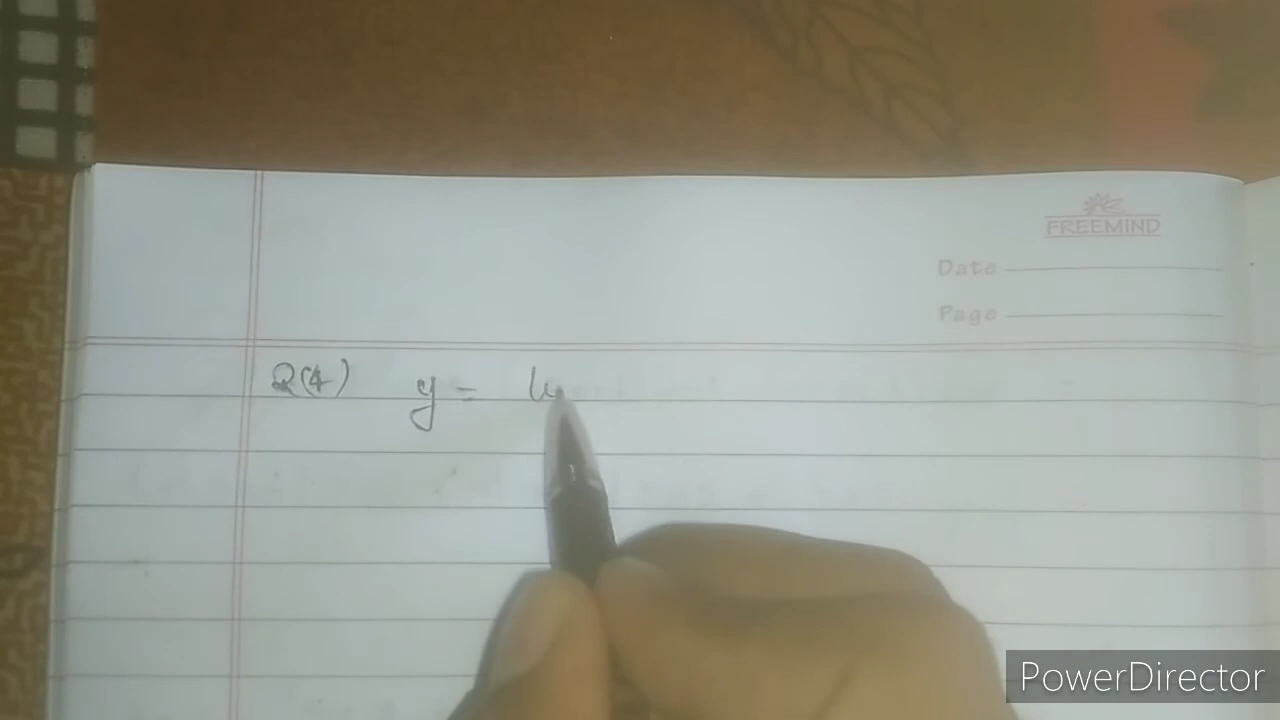 FREEMIND
Date
Page
Q(4) y =
PowerDirector